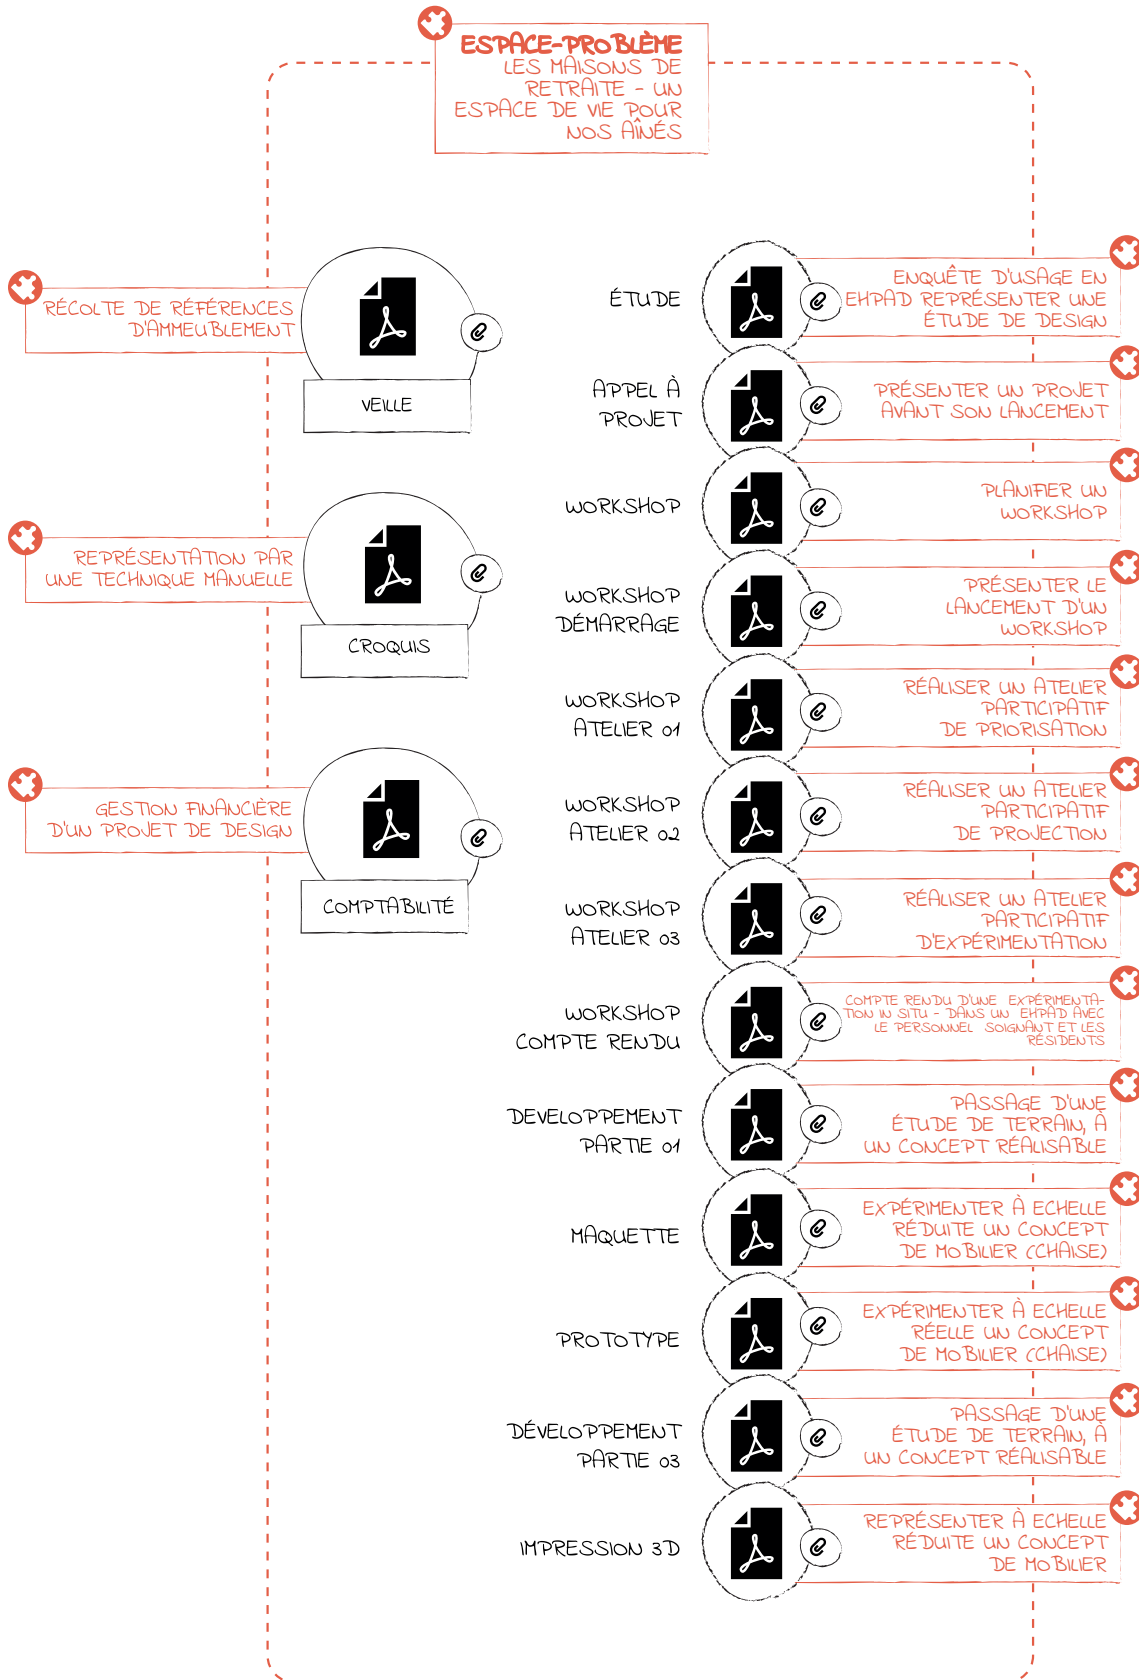 ESPACE-PROBLÈME
LES MAISONS DE
RETRAITE - UN
ESPACE DE VIE POUR
NOS AÎNÉS
RÉCOLTE DE RÉFÉRENCES
D'AMMEUBLEMENT
VEILLE
REPRÉSENTATION PAR
UNE TECHNIQUE MANUELLE
CROQUIS
GESTION FINANCIÈRE
D'UN PROJET DE DESIGN
COMPTABILITÉ
ÉTUDE
ENQUÊTE D'USAGE EN
EHPAD REPRÉSENTER UNE
ÉTUDE DE DESIGN
APPEL À
PROJET
PRÉSENTER UN PROJET
AVANT SON LANCEMENT
WORKSHOP
PLANIFIER UN
WORKSHOP
WORKSHOP
DÉMARRAGE
PRÉSENTER LE
LANCEMENT D'UN
WORKSHOP
WORKSHOP
ATELIER 01
RÉALISER UN ATELIER
PARTICIPATIF
DE PRIORISATION
WORKSHOP
ATELIER 02
RÉALISER UN ATELIER
PARTICIPATIF
DE PROJECTION
WORKSHOP
ATELIER 03
RÉALISER UN ATELIER
PARTICIPATIF
D'EXPÉRIMENTATION
WORKSHOP
COMPTE RENDU
COMPTE RENDU D'UNE EXPÉRIMENTA-
TION IN SITU - DANS UN EHPAD AVEC
LE PERSONNEL SOIGNANT ET LES
RÉSIDENTS
DEVELOPPEMENT
PARTIE 01
PASSAGE D'UNE
ÉTUDE DE TERRAIN, À
UN CONCEPT RÉALISABLE
MAQUETTE
EXPÉRIMENTER À ECHELLE
RÉDUITE UN CONCEPT
DE MOBILIER (CHAISE)
PROTOTYPE
EXPÉRIMENTER À ECHELLE
RÉELLE UN CONCEPT
DE MOBILIER (CHAISE)
DÉVELOPPEMENT
PARTIE 03
PASSAGE D'UNE
ÉTUDE DE TERRAIN, À
UN CONCEPT RÉALISABLE
IMPRESSION 3D
REPRÉSENTER À ECHELLE
RÉDUITE UN CONCEPT
DE MOBILIER